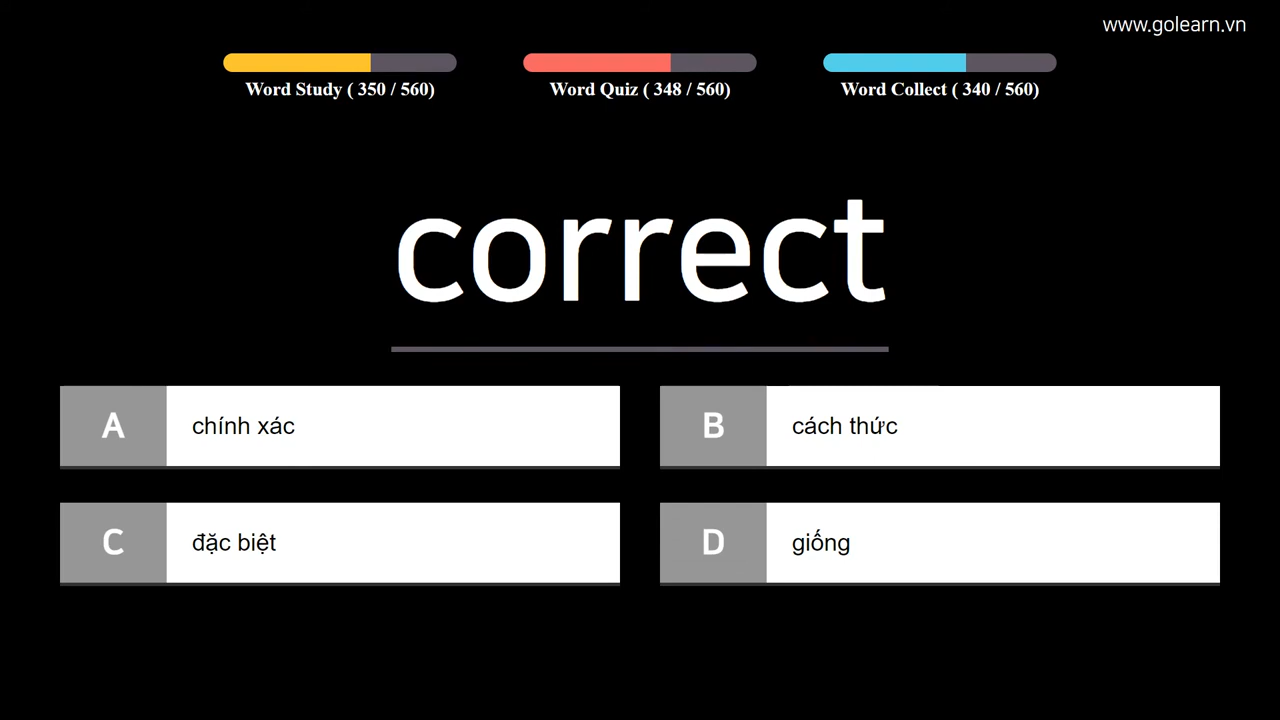 www.golearn.vn
Word Study ( 350 / 560)
Word Quiz ( 348 / 560)
Word Collect ( 340 / 560)
correct
A chính xác
B cách thức
C đặc biệt
D giống